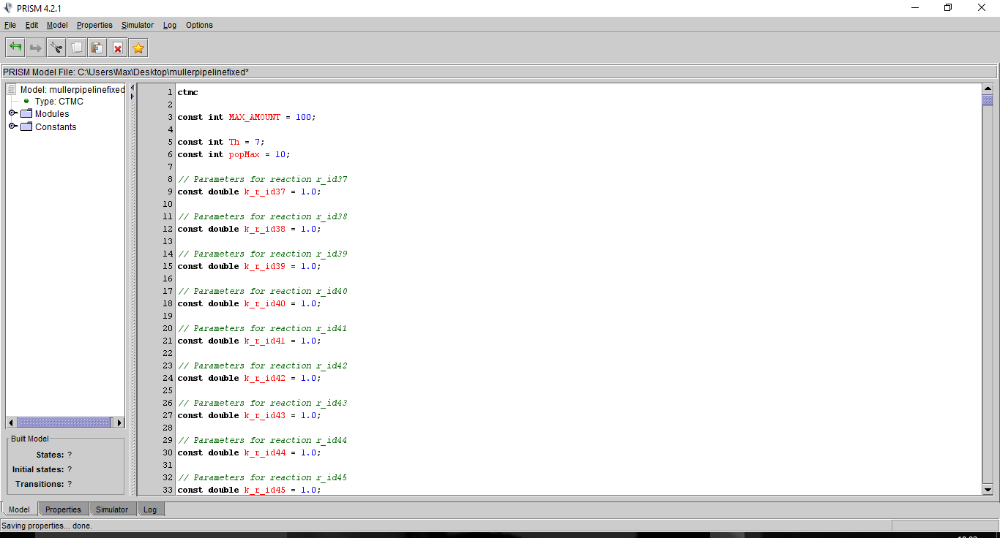 PRISM 4.2.1
File Edit Model Properties Simulator Log Options
PRISM Model File: C:\Users\Max\Desktop\mullerpipelinefixed*
Model: mullerpipelinefixed
Type: CTMC
Modules
Constants
Built Model
States: ?
Initial states: ?
Transitions: ?
1 ctmc
2
3 const int MAX_AMOUNT = 100;
4
5 const int Th = 7;
6 const int popMax = 10;
7
8 // Parameters for reaction r_id37
9 const double k_r_id37 = 1.0;
10
11 // Parameters for reaction r_id38
12 const double k_r_id38 = 1.0;
13
14 // Parameters for reaction r_id39
15 const double k_r_id39 = 1.0;
16
17 // Parameters for reaction r_id40
18 const double k_r_id40 = 1.0;
19
20 // Parameters for reaction r_id41
21 const double k_r_id41 = 1.0;
22
23 // Parameters for reaction r_id42
24 const double k_r_id42 = 1.0;
25
26 // Parameters for reaction r_id43
27 const double k_r_id43 = 1.0;
28
29 // Parameters for reaction r_id44
30 const double k_r_id44 = 1.0;
31
32 // Parameters for reaction r_id45
33 const double k_r_id45 = 1.0;
Model Properties Simulator Log
Saving properties... done.